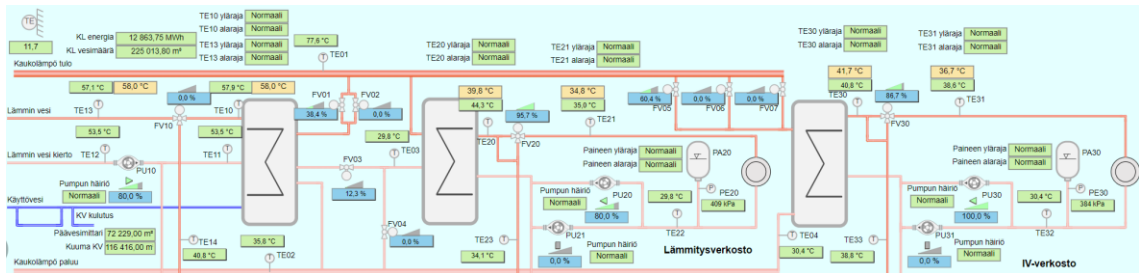 TE
11,7
KL energia 12 863,75 MWh
KL vesimäärä 225 013,80 m³
TE10 yläraja Normaali
TE10 alaraja Normaali
TE13 yläraja Normaali
TE13 alaraja Normaali
77,6 °C
TE01
TE20 yläraja Normaali
TE20 alaraja Normaali
TE21 yläraja Normaali
TE21 alaraja Normaali
TE30 yläraja Normaali
TE30 alaraja Normaali
TE31 yläraja Normaali
TE31 alaraja Normaali
Kaukolämpö tulo
57,1 °C 58,0 °C
TE13
0,0 %
FV10
57,9 °C 58,0 °C
TE10
FV01 FV02
38,4 % 0,0 %
39,8 °C
44,3 °C
TE20
95,7 %
FV20
34,8 °C
35,0 °C
TE21
60,4 % 0,0 % 0,0 %
FV05 FV06 FV07
41,7 °C
40,8 °C
TE30
86,7 %
FV30
36,7 °C
38,6 °C
TE31
Lämmin vesi
53,5 °C
TE12
53,5 °C
TE11
29,8 °C
TE03
FV03
12,3 %
Lämmin vesi kierto
PU10
Pumpun häiriö
Normaali
80,0 %
Paineen yläraja Normaali
Paineen alaraja Normaali
PA20
Pumpun häiriö
Normaali
PU20
80,0 %
29,8 °C
TE22
PE20
409 kPa
Paineen yläraja Normaali
Paineen alaraja Normaali
PA30
Pumpun häiriö
Normaali
PU30
100,0 %
30,4 °C
TE32
PE30
384 kPa
Käyttövesi
KV kulutus
Päävesimittari 72 229,00 m³
Kuuma KV 116 416,00 m
TE14
40,8 °C
35,8 °C
TE02
FV04
0,0 %
TE23
34,1 °C
PU21
0,0 %
Pumpun häiriö
Normaali
Lämmitysverkosto
TE04
30,4 °C
TE33
38,8 °C
PU31
0,0 %
Pumpun häiriö
Normaali
IV-verkosto
Kaukolämpö paluu